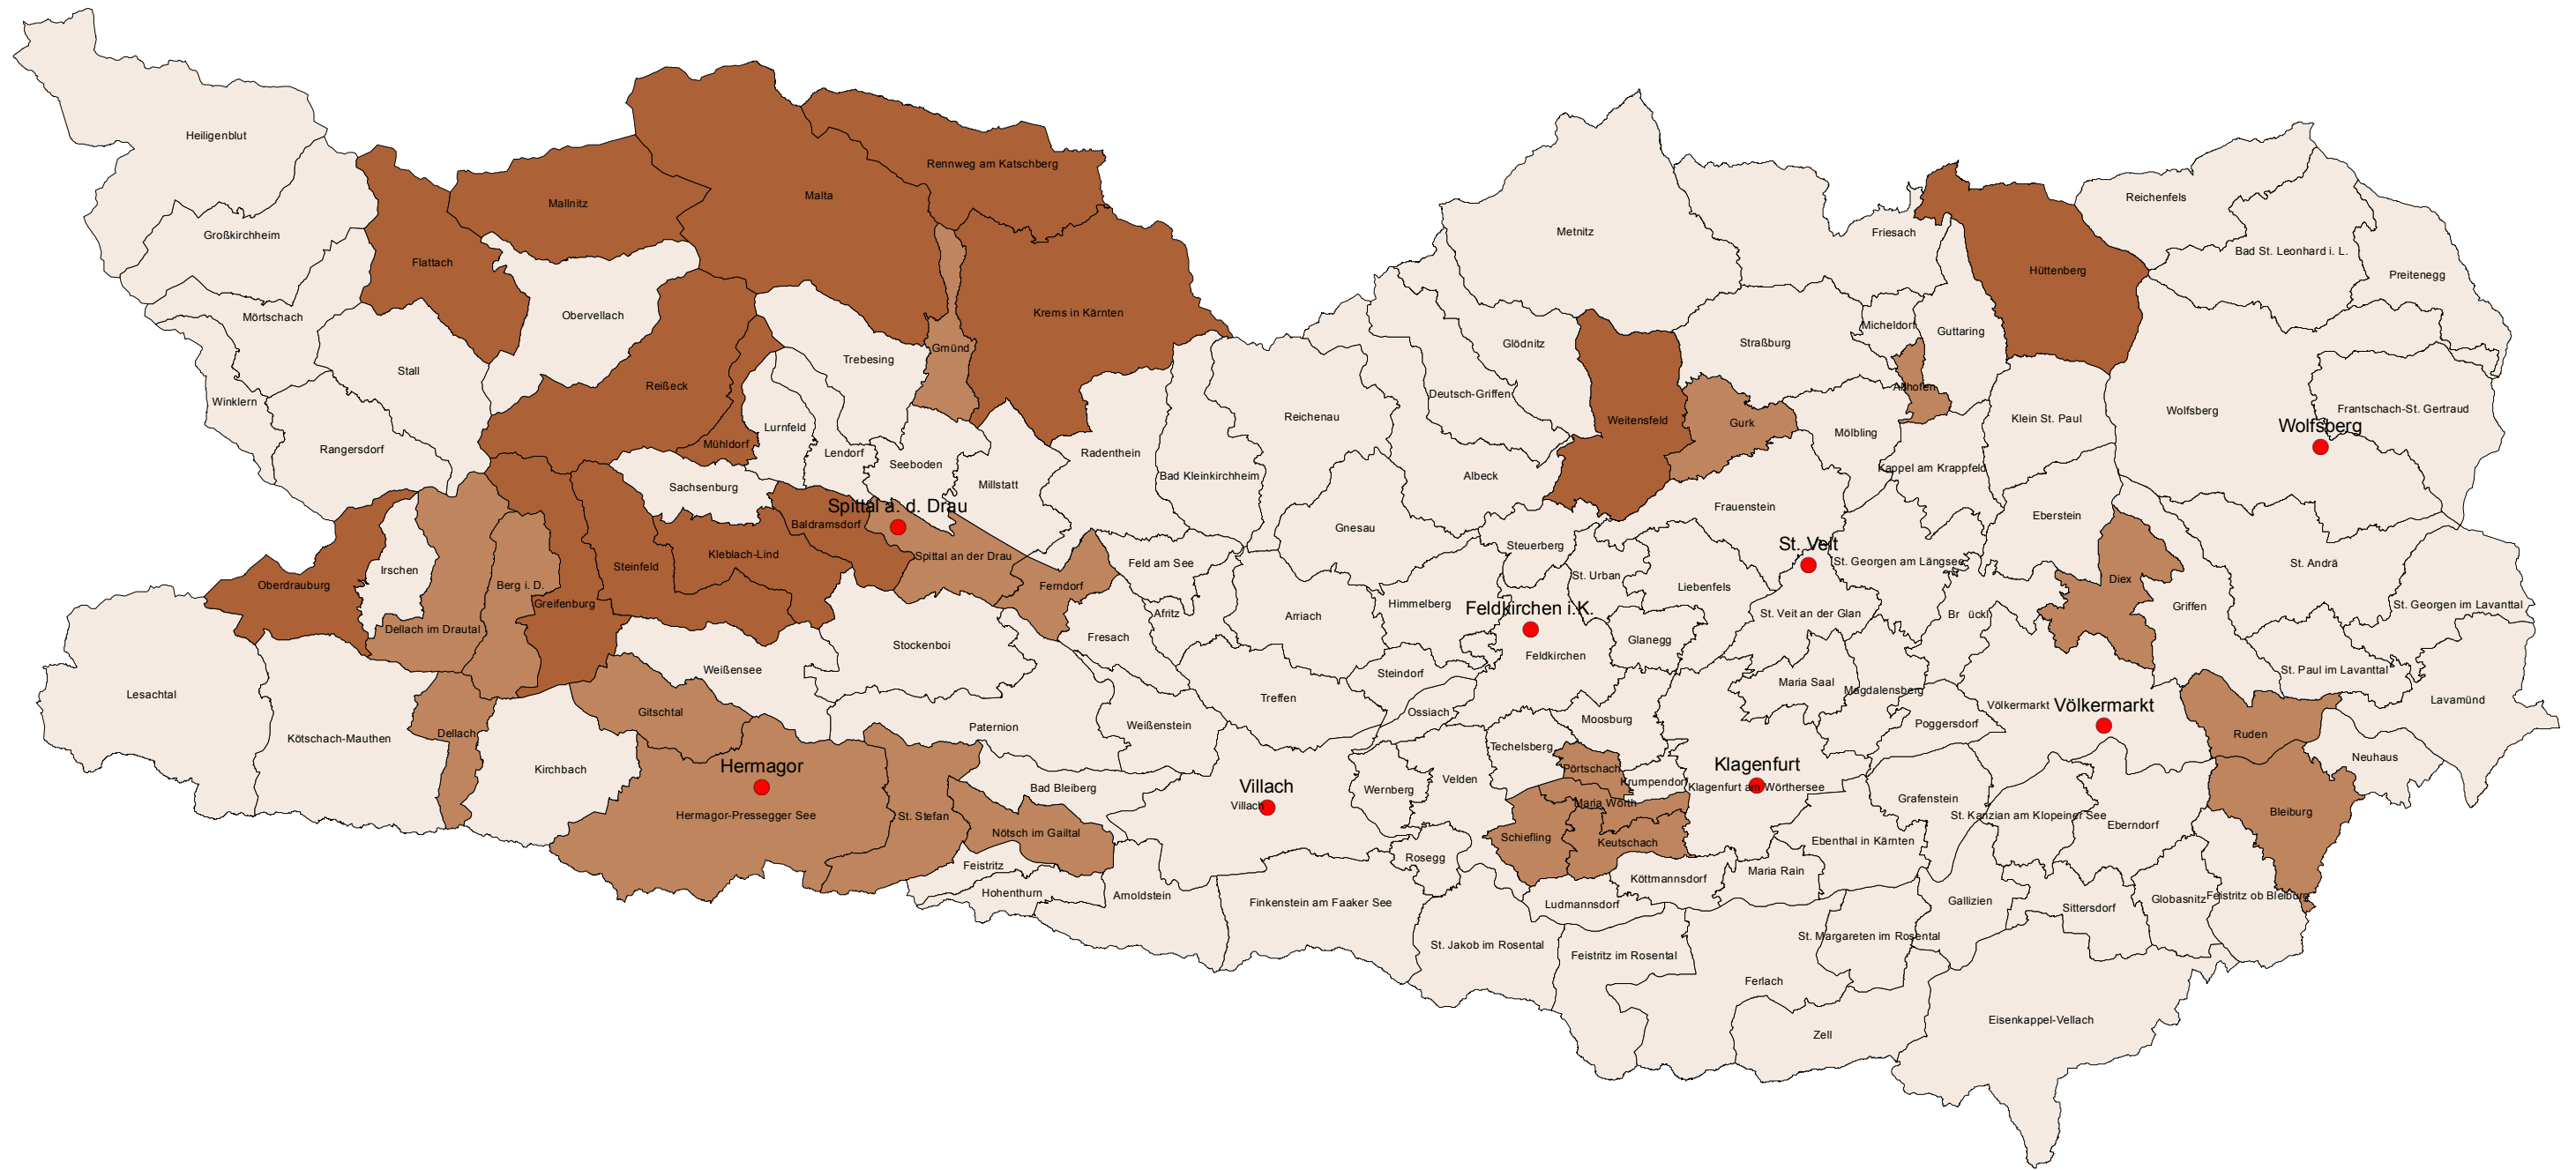 Heiligenblut
Großkirchheim
Mörtschach
Winklern
Stall
Rangersdorf
Flattach
Mallnitz
Obervellach
Malta
Rennweg am Katschberg
Krems in Kärnten
Gmünd
Trebesing
Reißeck
Mühldorf
Lurnfeld
Lendorf
Seeboden
Millstatt
Radenthein
Bad Kleinkirchheim
Sachsenburg
Spittal a. d. Drau
Baldramsdorf
Spittal an der Drau
Kleblach-Lind
Steinfeld
Greifenburg
Berg i. D.
Dellach im Drautal
Irschen
Oberdrauburg
Ferndorf
Feld am See
Afritz
Fresach
Stockenboi
Weißensee
Lesachtal
Kötschach-Mauthen
Dellach
Kirchbach
Gitschtal
Hermagor
Hermagor-Pressegger See
St. Stefan
Nötsch im Gailtal
Bad Bleiberg
Paternion
Weißenstein
Feistritz
Hohenthurn
Arnoldstein
Villach
Villach
Treffen
Arriach
Finkenstein am Faaker See
Wernberg
Velden
Rosegg
St. Jakob im Rosental
Reichenau
Gnesau
Deutsch-Griffen
Glödnitz
Albeck
Metnitz
Weitensfeld
Gurk
Straßburg
Friesach
Micheldorf
Althofen
Guttaring
Hüttenberg
Mölbling
Kappel am Krappfeld
Klein St. Paul
Eberstein
Frauenstein
St. Veit
St. Georgen am Längsee
St. Veit an der Glan
Liebenfels
St. Urban
Steuerberg
Himmelberg
Feldkirchen i.K.
Feldkirchen
Glanegg
Steindorf
Ossiach
Moosburg
Techelsberg
Pörtschach
Krumpendorf
Maria Wörth
Schiefling
Keutschach
Klagenfurt
Klagenfurt am Wörthersee
Maria Saal
Magdalensberg
Poggersdorf
Br ückl
Köttmannsdorf
Ludmannsdorf
Maria Rain
Ebenthal in Kärnten
Grafenstein
Feistritz im Rosental
Ferlach
St. Margareten im Rosental
Zell
Gallizien
St. Kanzian am Klopeiner See
Eberndorf
Sittersdorf
Globasnitz
Feistritz ob Bleiburg
Bleiburg
Eisenkappel-Vellach
Völkermarkt
Völkermarkt
Ruden
Neuhaus
Diex
Griffen
Reichenfels
Bad St. Leonhard i. L.
Preitenegg
Wolfsberg
Wolfsberg
Frantschach-St. Gertraud
St. Andrä
St. Georgen im Lavanttal
St. Paul im Lavanttal
Lavamünd